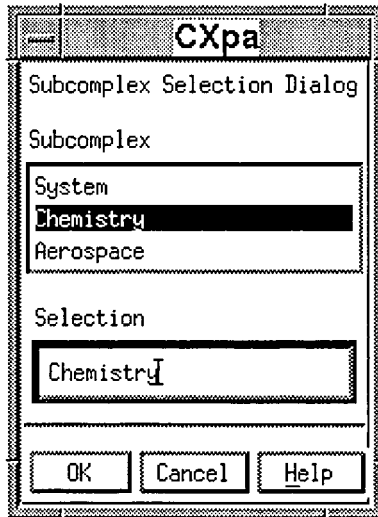 CXpa
Subcomplex Selection Dialog
Subcomplex
System
Chemistry
Aerospace
Selection
Chemistry
OK Cancel Help